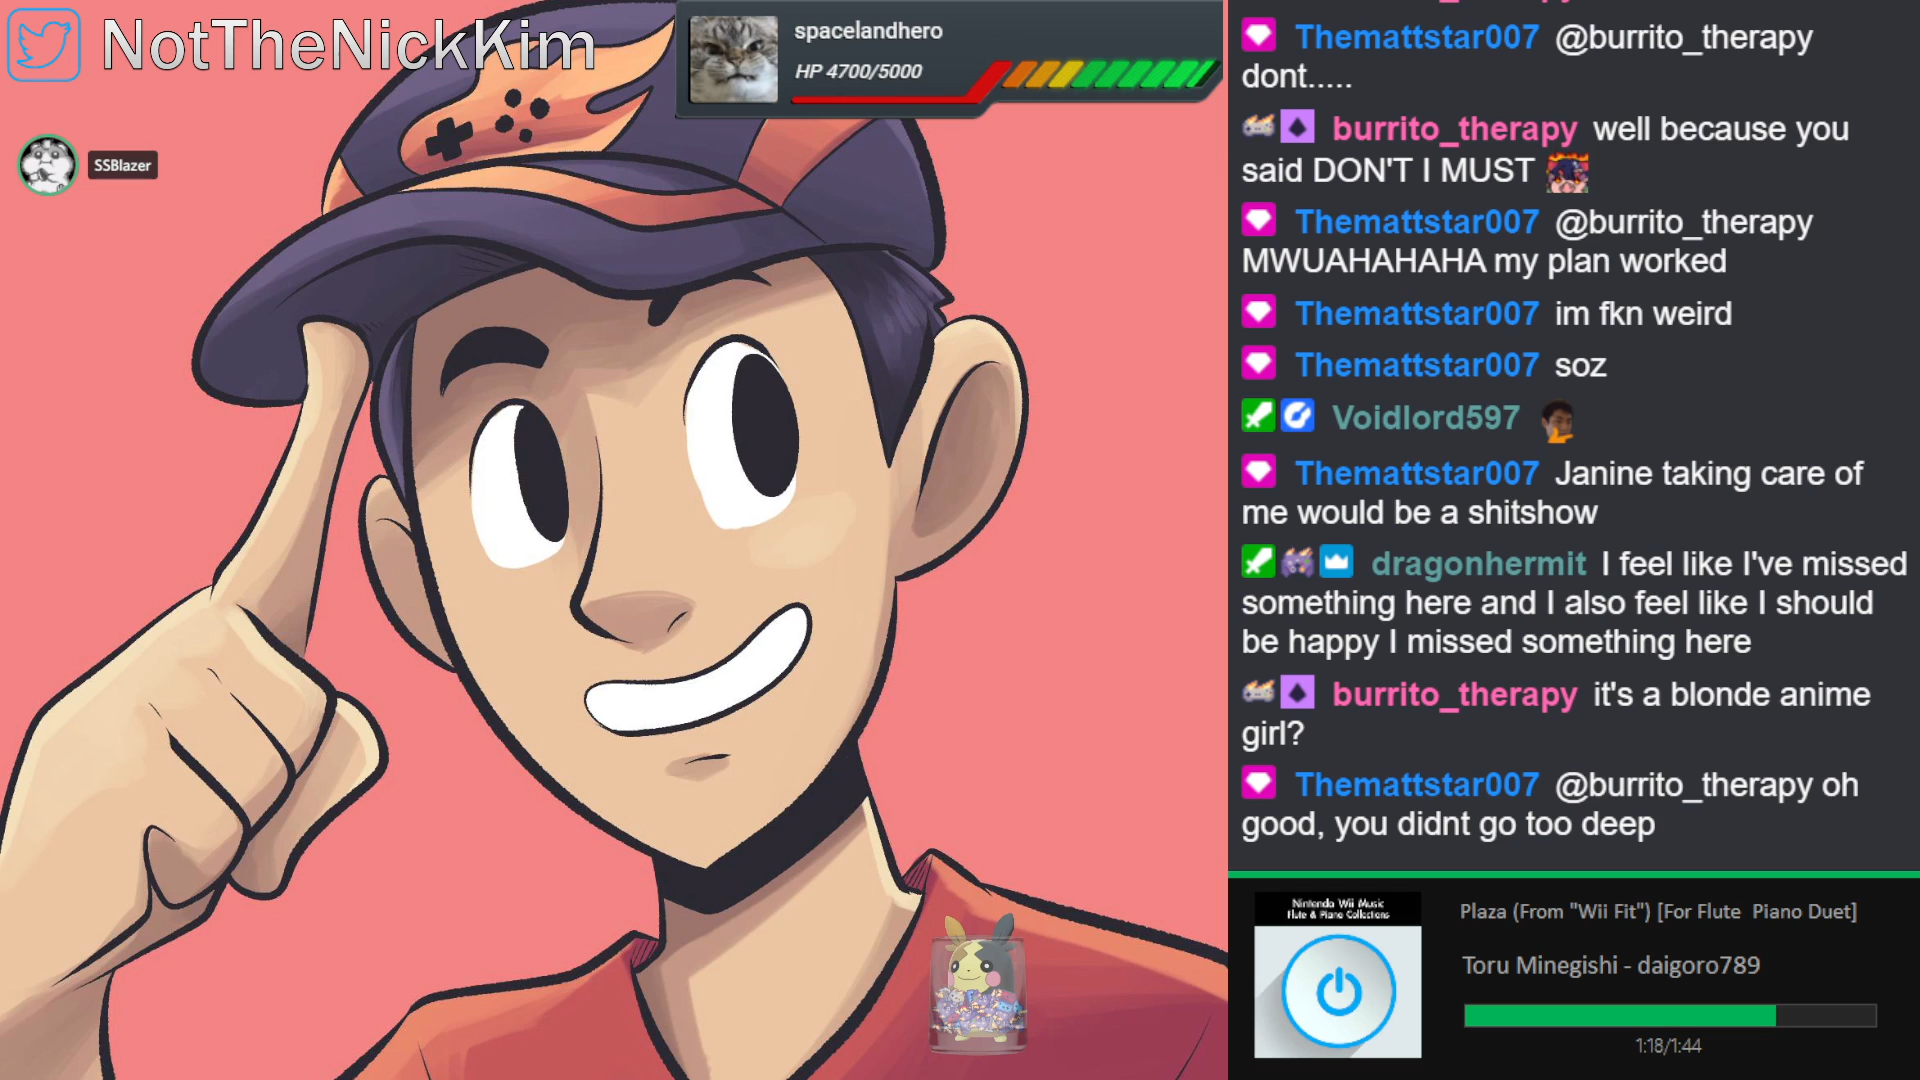 NotTheNickKim
spacelandhero
HP 4700/5000
SSBlazer
Themattstar007 @burrito_therapy
dont.....
burrito_therapy well because you
said DON'T I MUST
Themattstar007 @burrito_therapy
MWUAHAHAHA my plan worked
Themattstar007 im fkn weird
Themattstar007 soz
Voidlord597
Themattstar007 Janine taking care of
me would be a shitshow
dragonhermit I feel like I've missed
something here and I also feel like I should
be happy I missed something here
burrito_therapy it's a blonde anime
girl?
Themattstar007 @burrito_therapy oh
good, you didnt go too deep
Nintendo Wii Music
Flute & Piano Collections
Plaza (From "Wii Fit") [For Flute Piano Duet]
Toru Minegishi - daigoro789
1:18/1:44